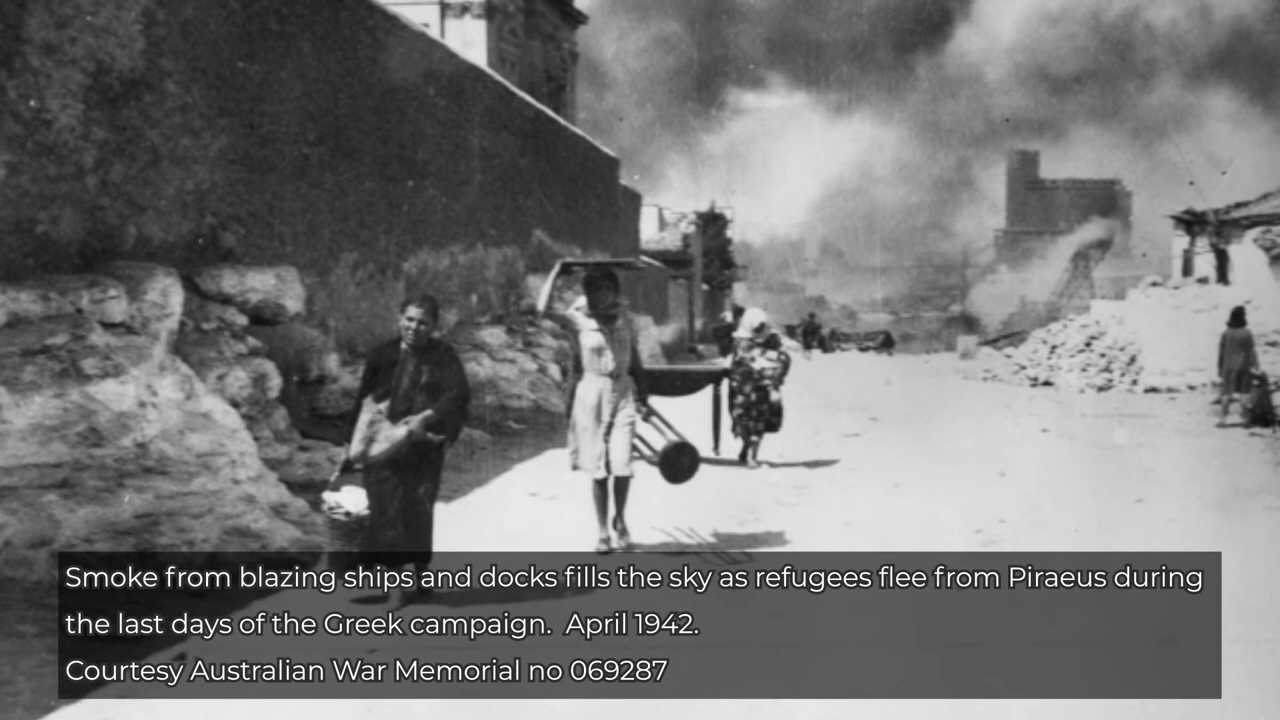 Smoke from blazing ships and docks fills the sky as refugees flee from Piraeus during
the last days of the Greek campaign.  April 1942.
Courtesy Australian War Memorial no 069287